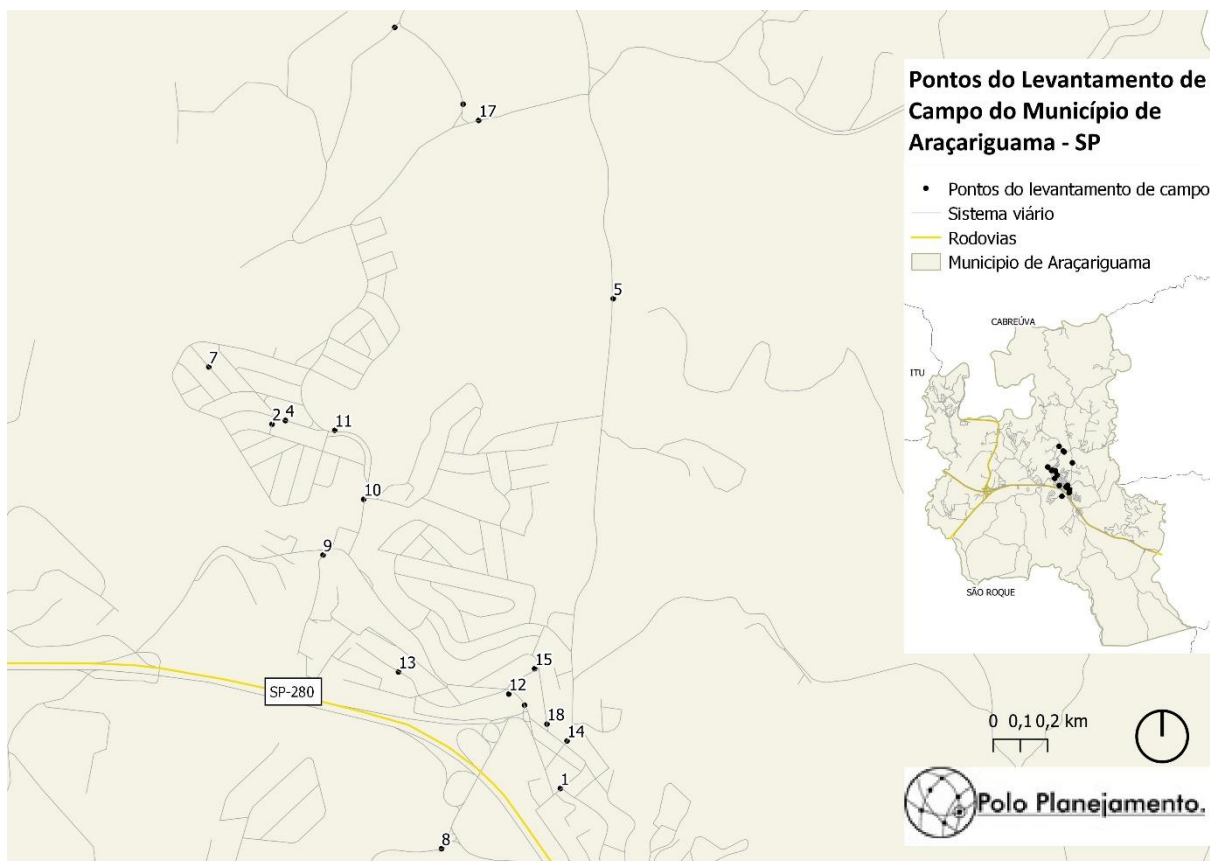 17
5
7
2 4
11
10
9
13
15
12
18
14
1
8
SP-280
Pontos do Levantamento de
Campo do Município de
Araçariguama - SP
Pontos do levantamento de campo
Sistema viário
Rodovias
Municipio de Araçariguama
CABREÚVA
ITU
SÃO ROQUE
0 0,1 0,2 km
Polo Planejamento.